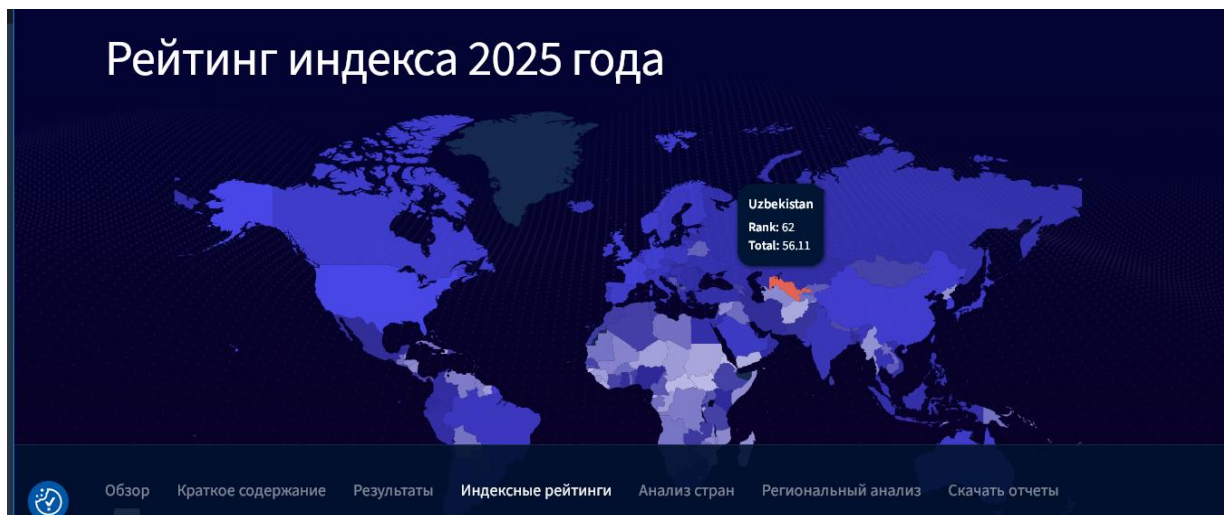 Рейтинг индекса 2025 года
Uzbekistan
Rank: 62
Total: 56.11
Обзор Краткое содержание Результаты Индексные рейтинги Анализ стран Региональный анализ Скачать отчеты